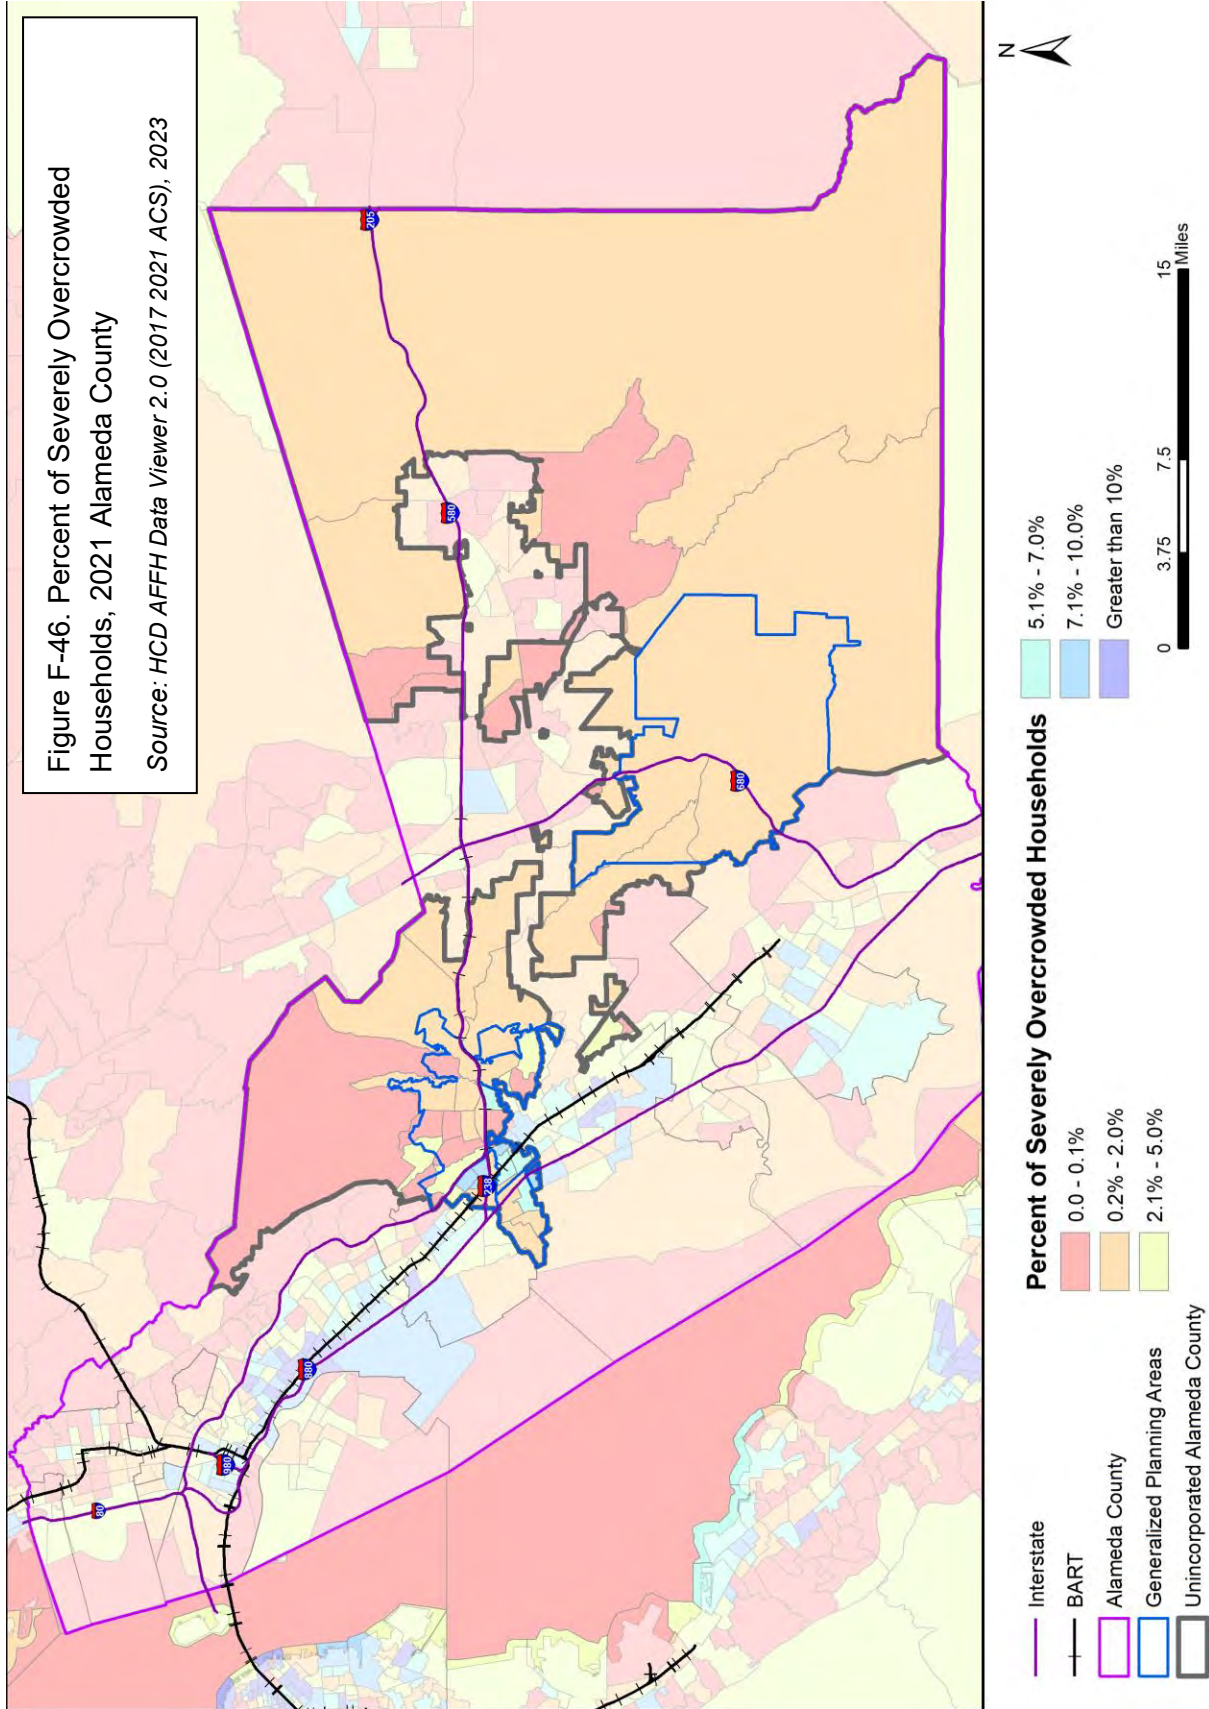 Figure F-46. Percent of Severely Overcrowded
Households, 2021 Alameda County
Source: HCD AFFH Data Viewer 2.0 (2017 2021 ACS), 2023
80
980
880
238
580
205
680
N
Interstate
BART
Alameda County
Generalized Planning Areas
Unincorporated Alameda County
Percent of Severely Overcrowded Households
0.0 - 0.1%
0.2% - 2.0%
2.1% - 5.0%
5.1% - 7.0%
7.1% - 10.0%
Greater than 10%
0 3.75 7.5 15
Miles